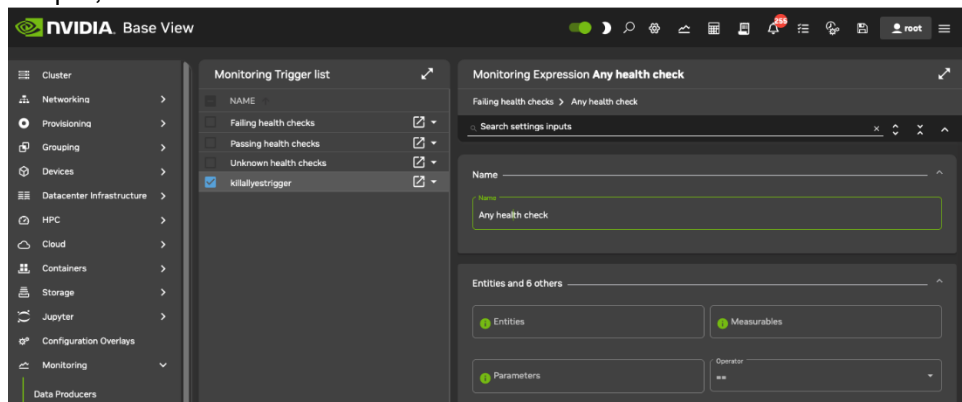 NVIDIA. Base View
255
root
Cluster
Networking
Provisioning
Grouping
Devices
Datacenter Infrastructure
HPC
Cloud
Containers
Storage
Jupyter
Configuration Overlays
Monitoring
Data Producers
Monitoring Trigger list
NAME
Failing health checks
Passing health checks
Unknown health checks
killallyestrigger
Monitoring Expression Any health check
Failing health checks > Any health check
Search settings inputs
Name
Name
Any health check
Entities and 6 others
Entities
Measurables
Parameters
Operator
==